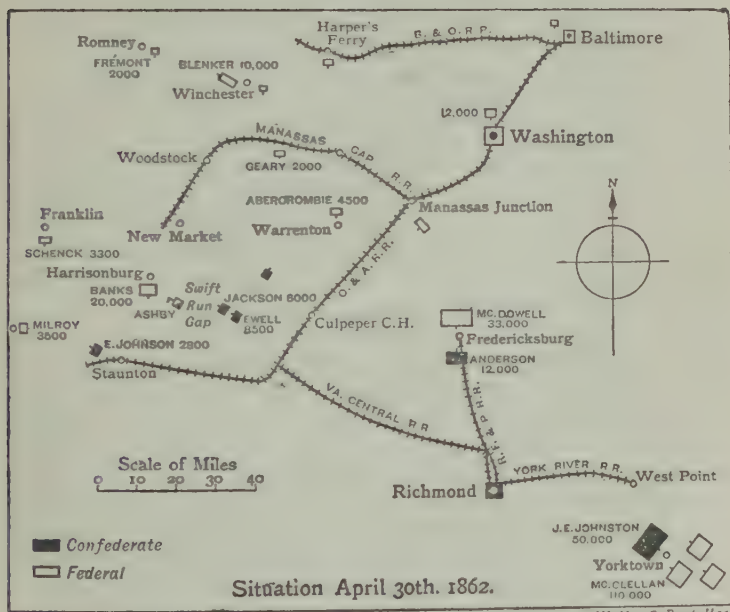 Romney
FRÉMONT
2000
BLENKER 10,000
Winchester
Harper's
Ferry
B. & O. R R.
Baltimore
12,000
Washington
Woodstock
MANASSAS GAP R.R.
GEARY 2000
ABERCROMBIE 4500
Warrenton
Manassas Junction
N
Franklin
SCHENCK 3300
New Market
Harrisonburg
BANKS
20,000
ASHBY
Swift
Run
Gap
JACKSON 6000
EWELL
8500
O. & A. R.R.
Culpeper C.H.
MILROY
3500
E. JOHNSON 2800
Staunton
MC. DOWELL
33,000
Fredericksburg
ANDERSON
12,000
VA. CENTRAL R R
R. F. & P. R.R.
Richmond
YORK RIVER R.R.
West Point
Scale of Miles
0 10 20 30 40
J.E. JOHNSTON
50,000
Yorktown
MC. CLELLAN
110,000
Confederate
Federal
Situation April 30th. 1862.